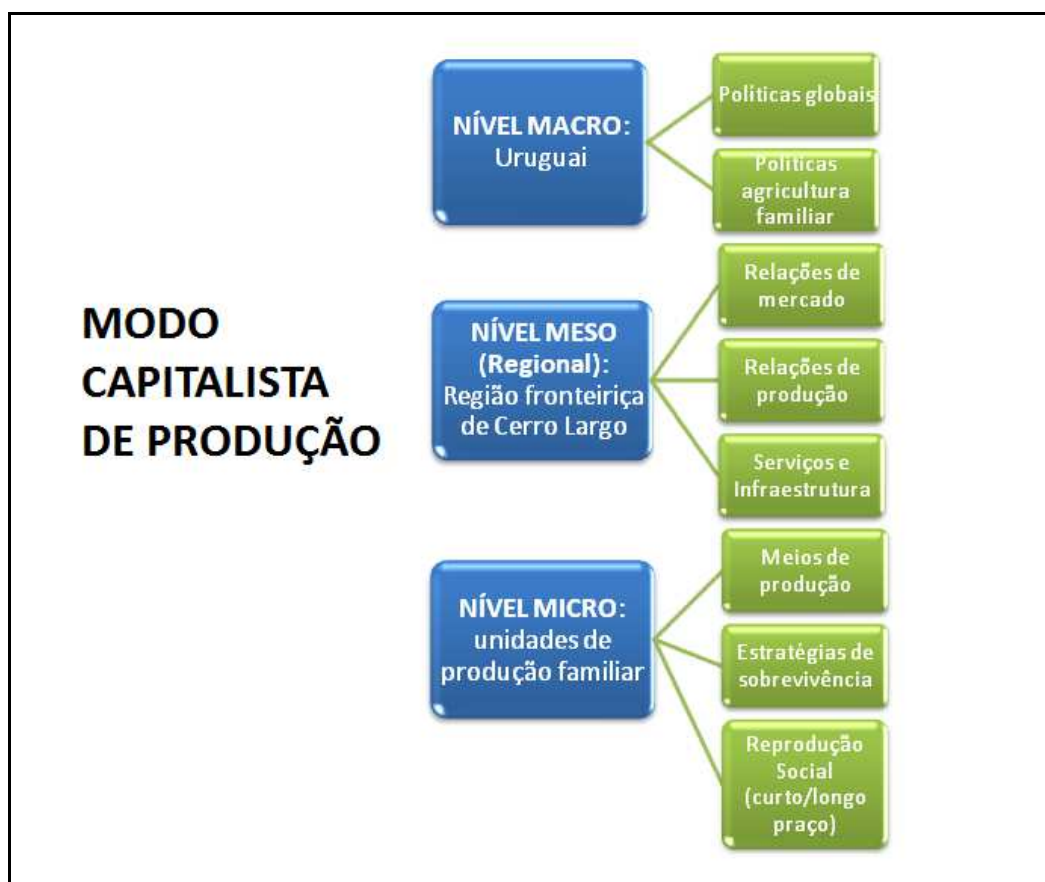 MODO
CAPITALISTA
DE PRODUÇÃO
NÍVEL MACRO:
Uruguai
Políticas globais
Políticas
agricultura
familiar
NÍVEL MESO
(Regional):
Região fronteiriça
de Cerro Largo
Relações de
mercado
Relações de
produção
Serviços e
Infraestrutura
NÍVEL MICRO:
unidades de
produção familiar
Meios de
produção
Estratégias de
sobrevivência
Reprodução
Social
(curto/longo
praço)